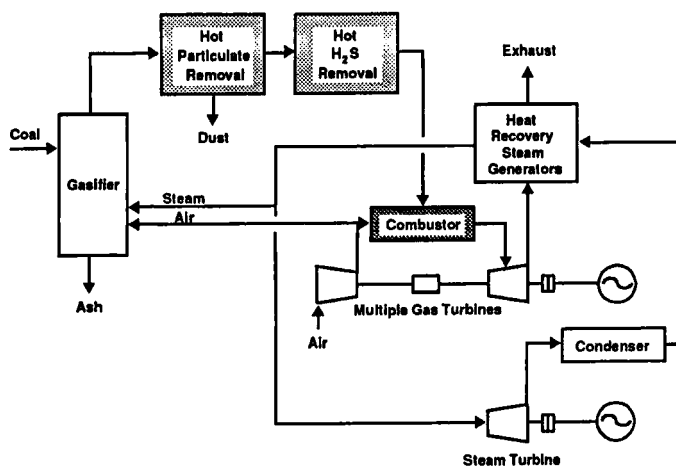 Hot
Particulate
Removal
Hot
H₂S
Removal
Exhaust
Coal
Dust
Heat
Recovery
Steam
Generators
Gasifier
Steam
Air
Combustor
Ash
Multiple Gas Turbines
Air
Condenser
Steam Turbine